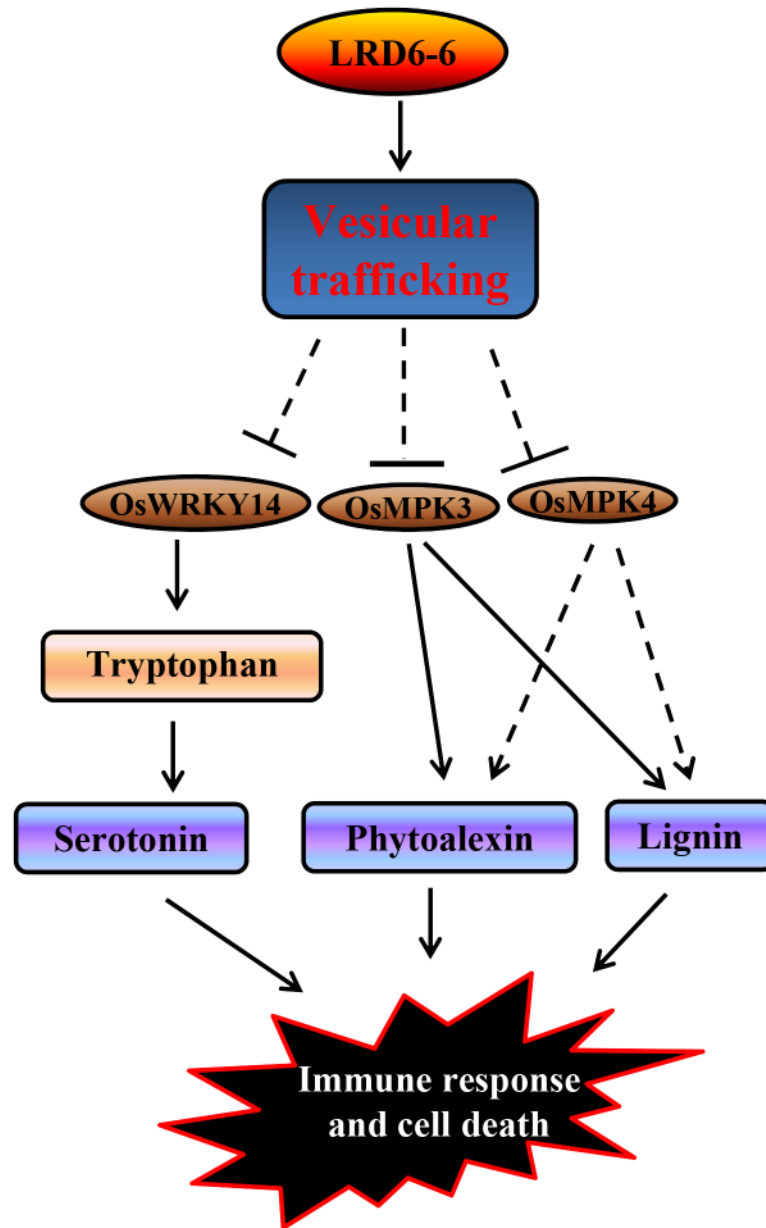 LRD6-6
Vesicular
trafficking
OsWRKY14
OsMPK3
OsMPK4
Tryptophan
Serotonin
Phytoalexin
Lignin
Immune response
and cell death